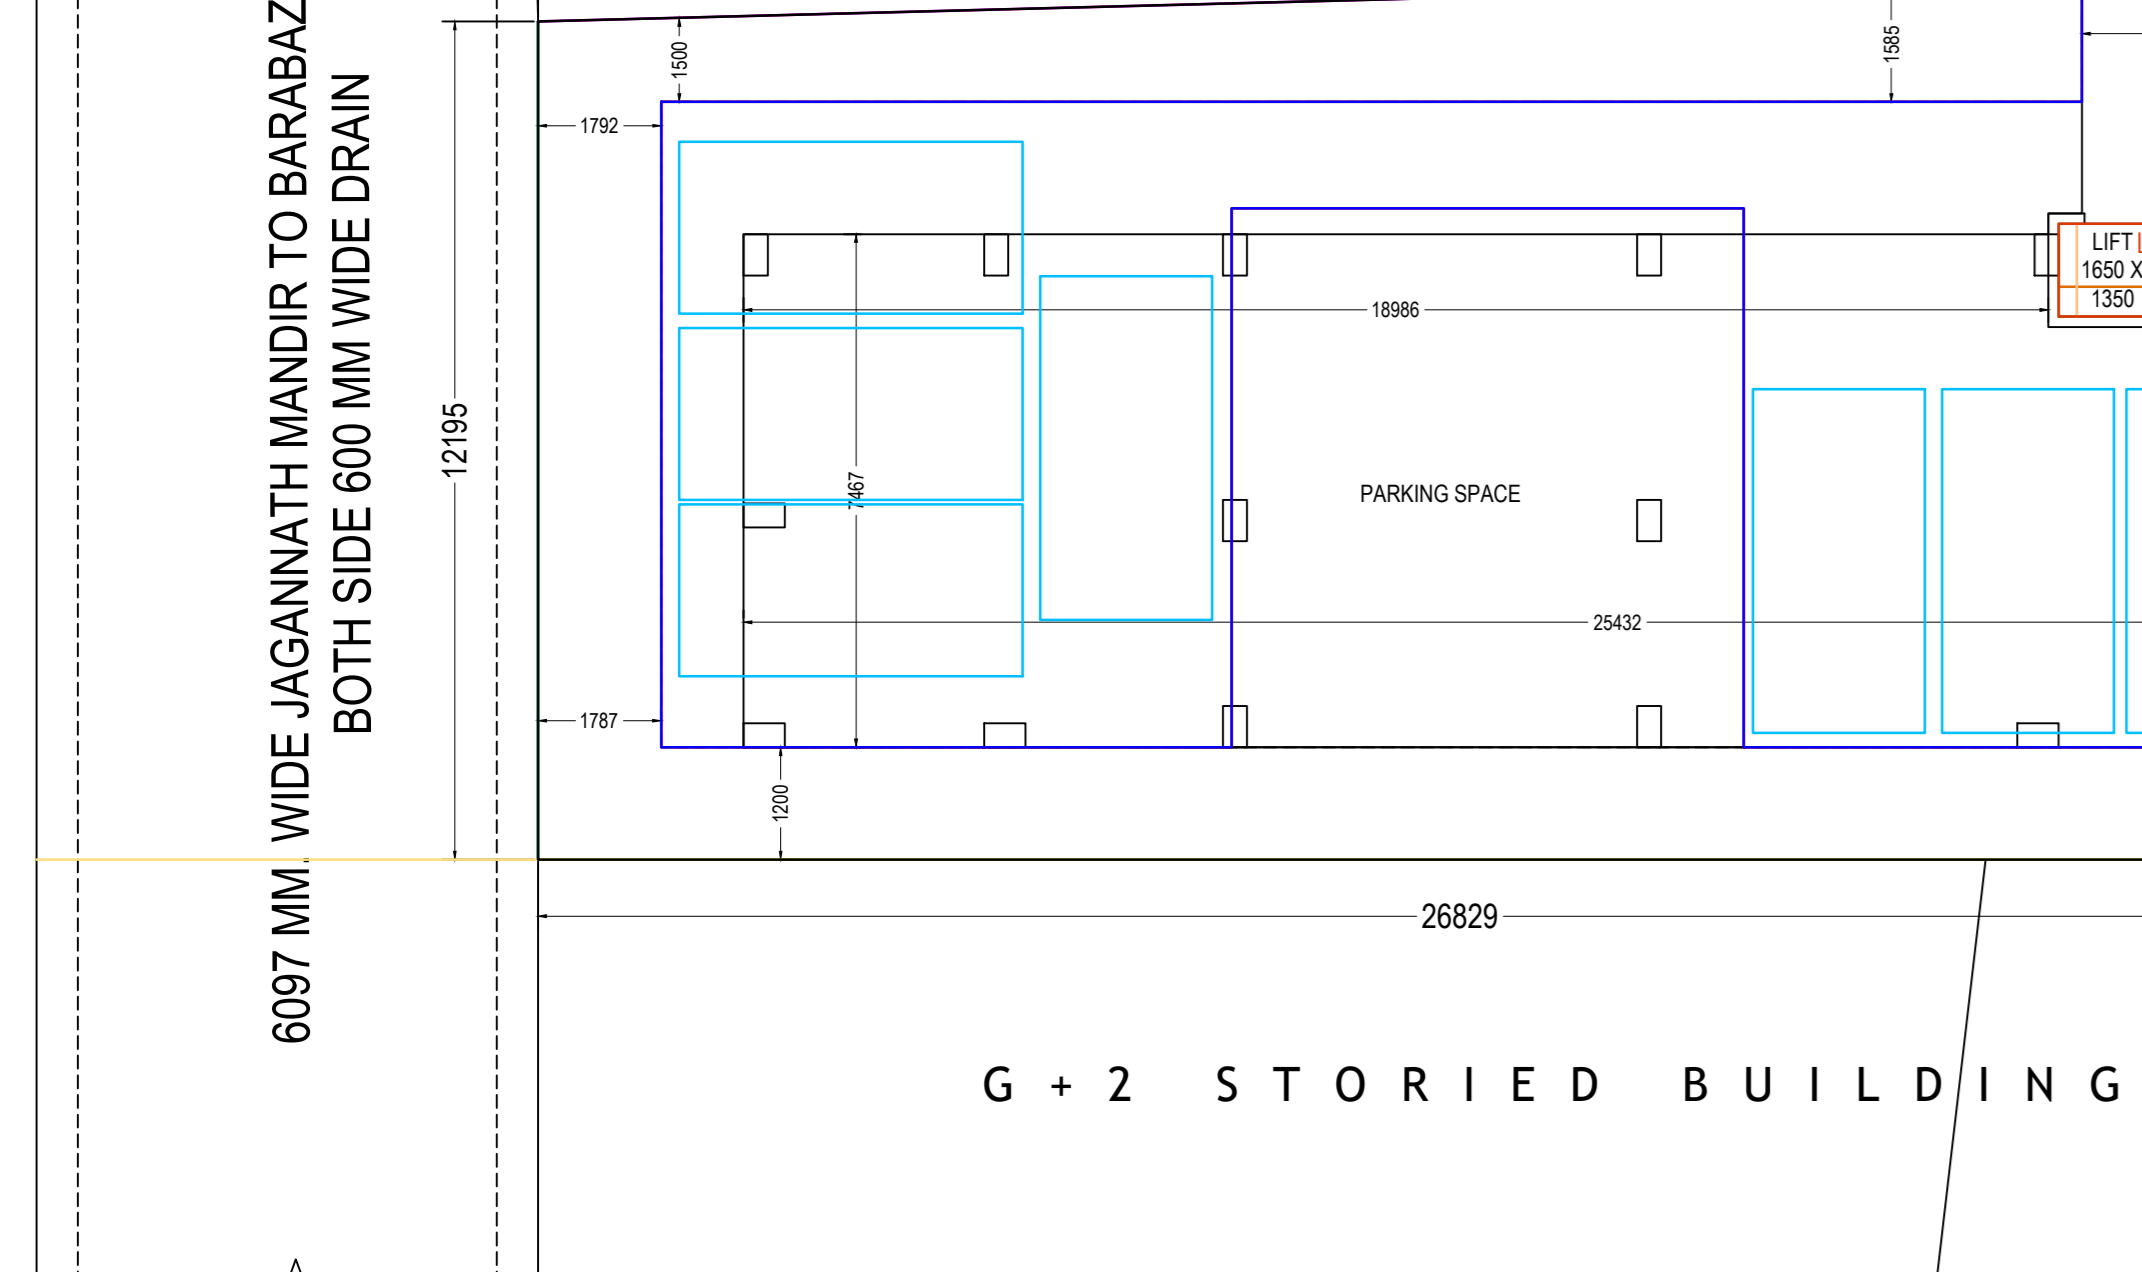 6097 MM. WIDE JAGANNATH MANDIR TO BARABAZ
BOTH SIDE 600 MM WIDE DRAIN
12195
1500
1585
1792
LIFT
1650 X
1350
18986
7467
PARKING SPACE
25432
1787
1200
26829
G + 2 STORIED BUILDING